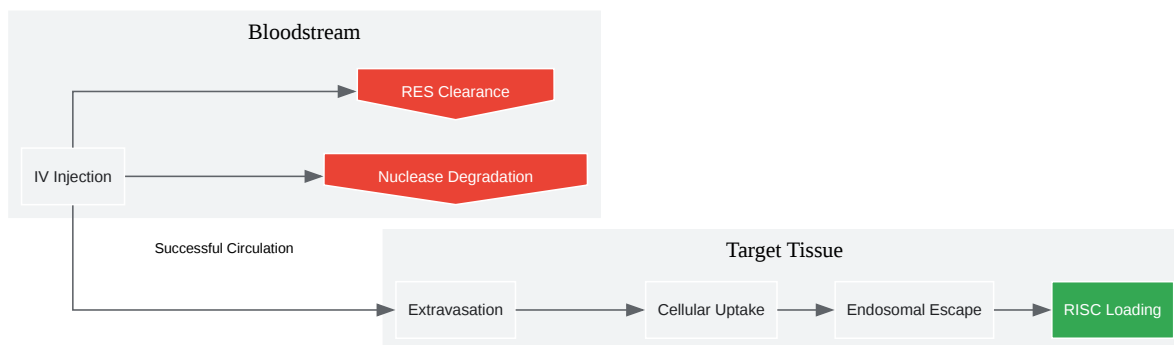 Bloodstream
RES Clearance
IV Injection
Nuclease Degradation
Successful Circulation
Target Tissue
Extravasation
Cellular Uptake
Endosomal Escape
RISC Loading